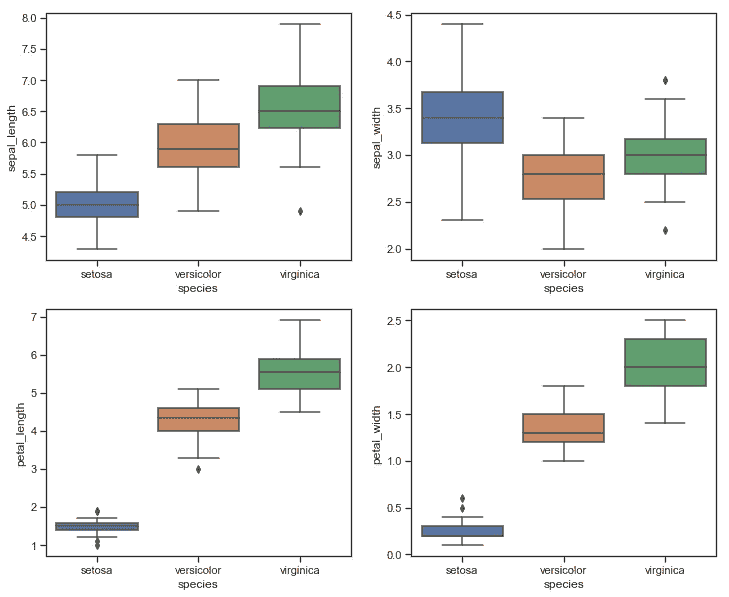 sepal_length
8.0
7.5
7.0
6.5
6.0
5.5
5.0
4.5
setosa versicolor virginica
species
sepal_width
4.5
4.0
3.5
3.0
2.5
2.0
setosa versicolor virginica
species
petal_length
7
6
5
4
3
2
1
setosa versicolor virginica
species
petal_width
2.5
2.0
1.5
1.0
0.5
0.0
setosa versicolor virginica
species